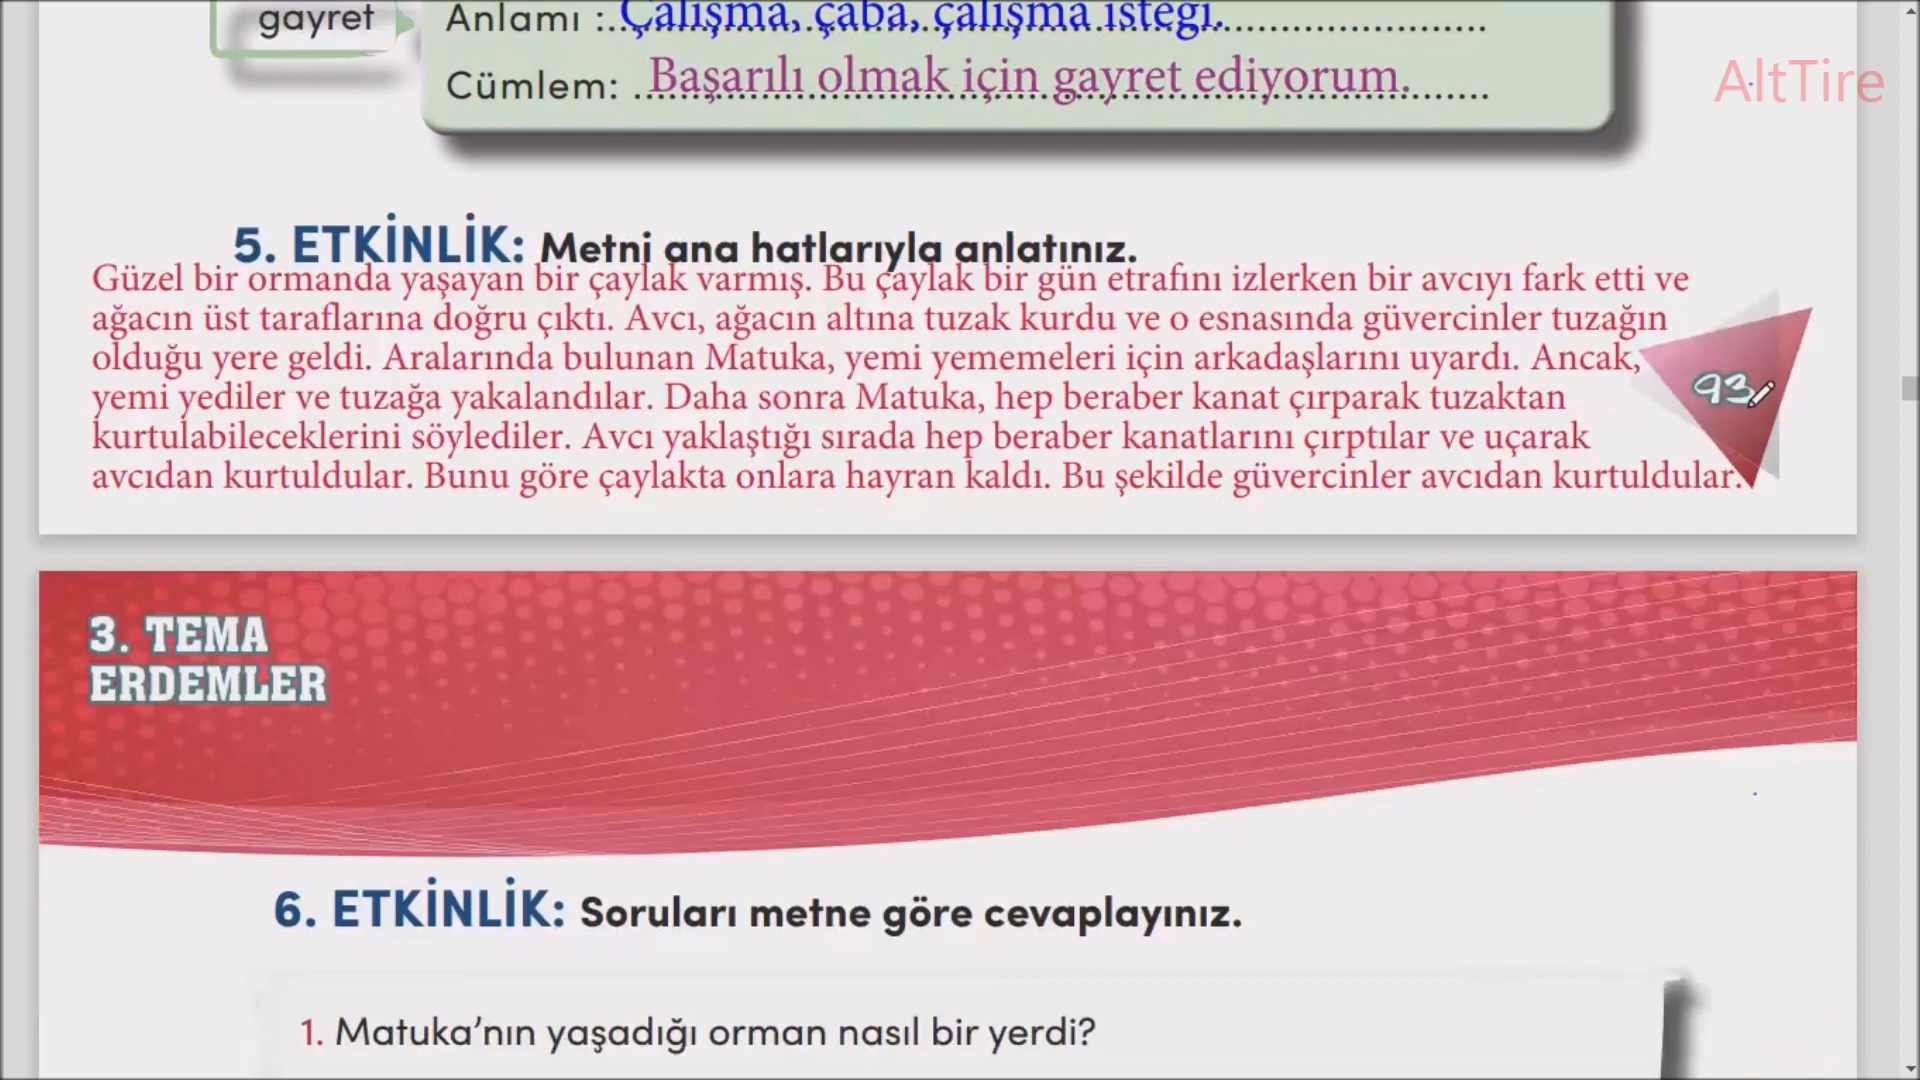 gayret
Anlamı : Çalışma, çaba, çalışma isteği.
Cümlem: Başarılı olmak için gayret ediyorum.
AltTire
5. ETKİNLİK: Metni ana hatlarıyla anlatınız.
Güzel bir ormanda yaşayan bir çaylak varmış. Bu çaylak bir gün etrafını izlerken bir avcıyı fark etti ve
ağacın üst taraflarına doğru çıktı. Avcı, ağacın altına tuzak kurdu ve o esnasında güvercinler tuzağın
olduğu yere geldi. Aralarında bulunan Matuka, yemi yememeleri için arkadaşlarını uyardı. Ancak,
yemi yediler ve tuzağa yakalandılar. Daha sonra Matuka, hep beraber kanat çırparak tuzaktan
kurtulabileceklerini söylediler. Avcı yaklaştığı sırada hep beraber kanatlarını çırptılar ve uçarak
avcıdan kurtuldular. Bunu göre çaylakta onlara hayran kaldı. Bu şekilde güvercinler avcıdan kurtuldular.
93
3. TEMA
ERDEMLER
6. ETKİNLİK: Soruları metne göre cevaplayınız.
1. Matuka'nın yaşadığı orman nasıl bir yerdi?